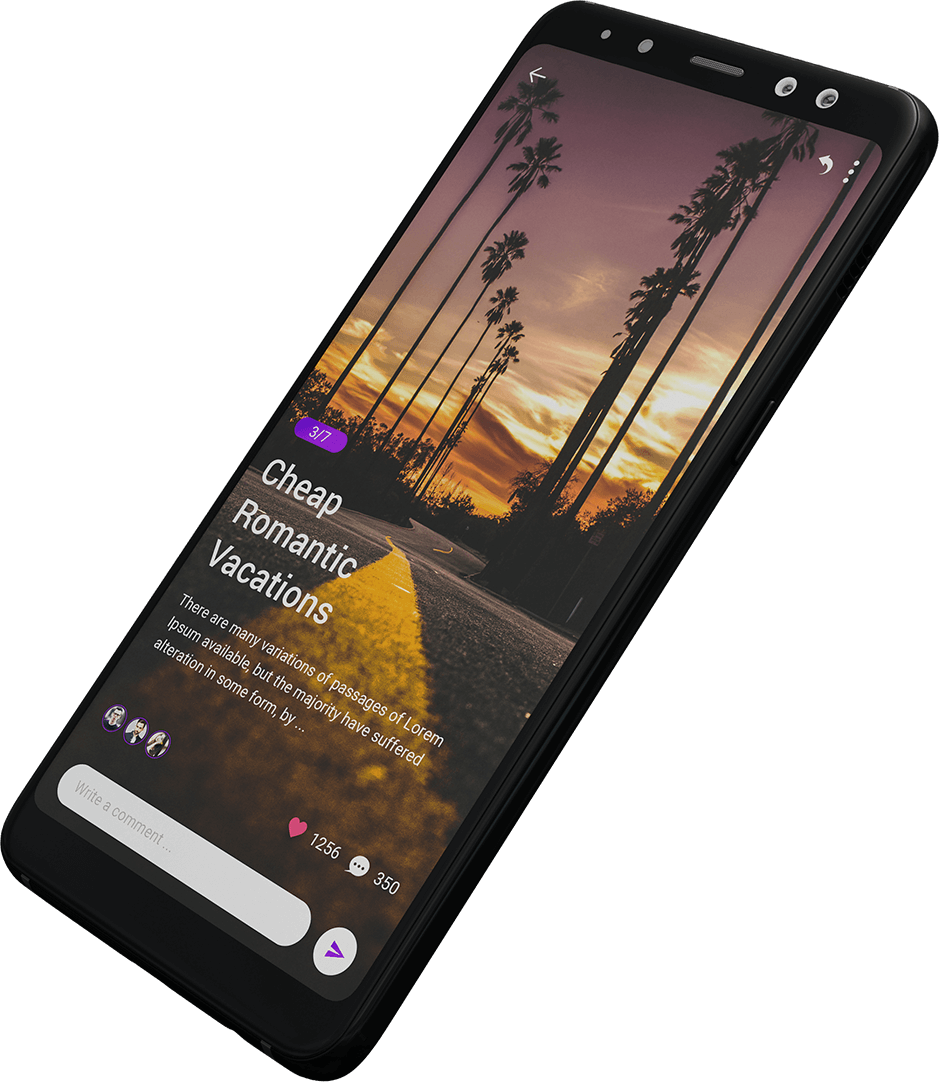 3/7
Cheap
Romantic
Vacations
There are many variations of passages of Lorem
Ipsum available, but the majority have suffered
alteration in some form, by ...
1256
350
Write a comment ...